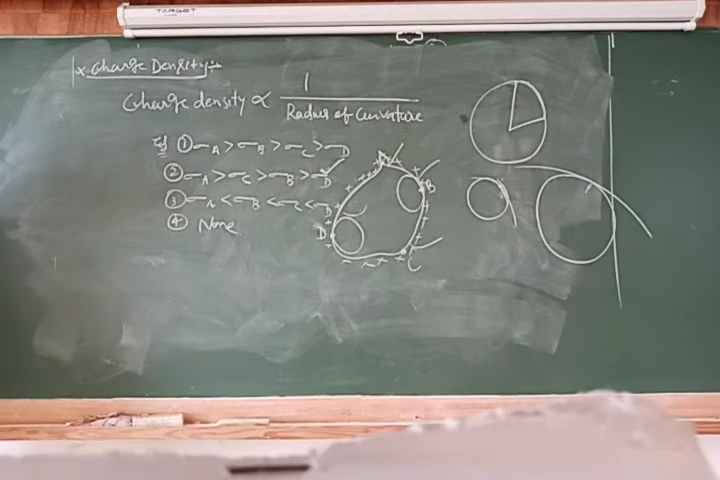 TARGET
* Charge Density :-
Charge density ∝ 1 / Radius of Curvature
Ex ① σA > σB > σC > σD
② σA > σC > σB > σD ✓
③ σA < σB < σC < σD
④ None
A
B
D
C